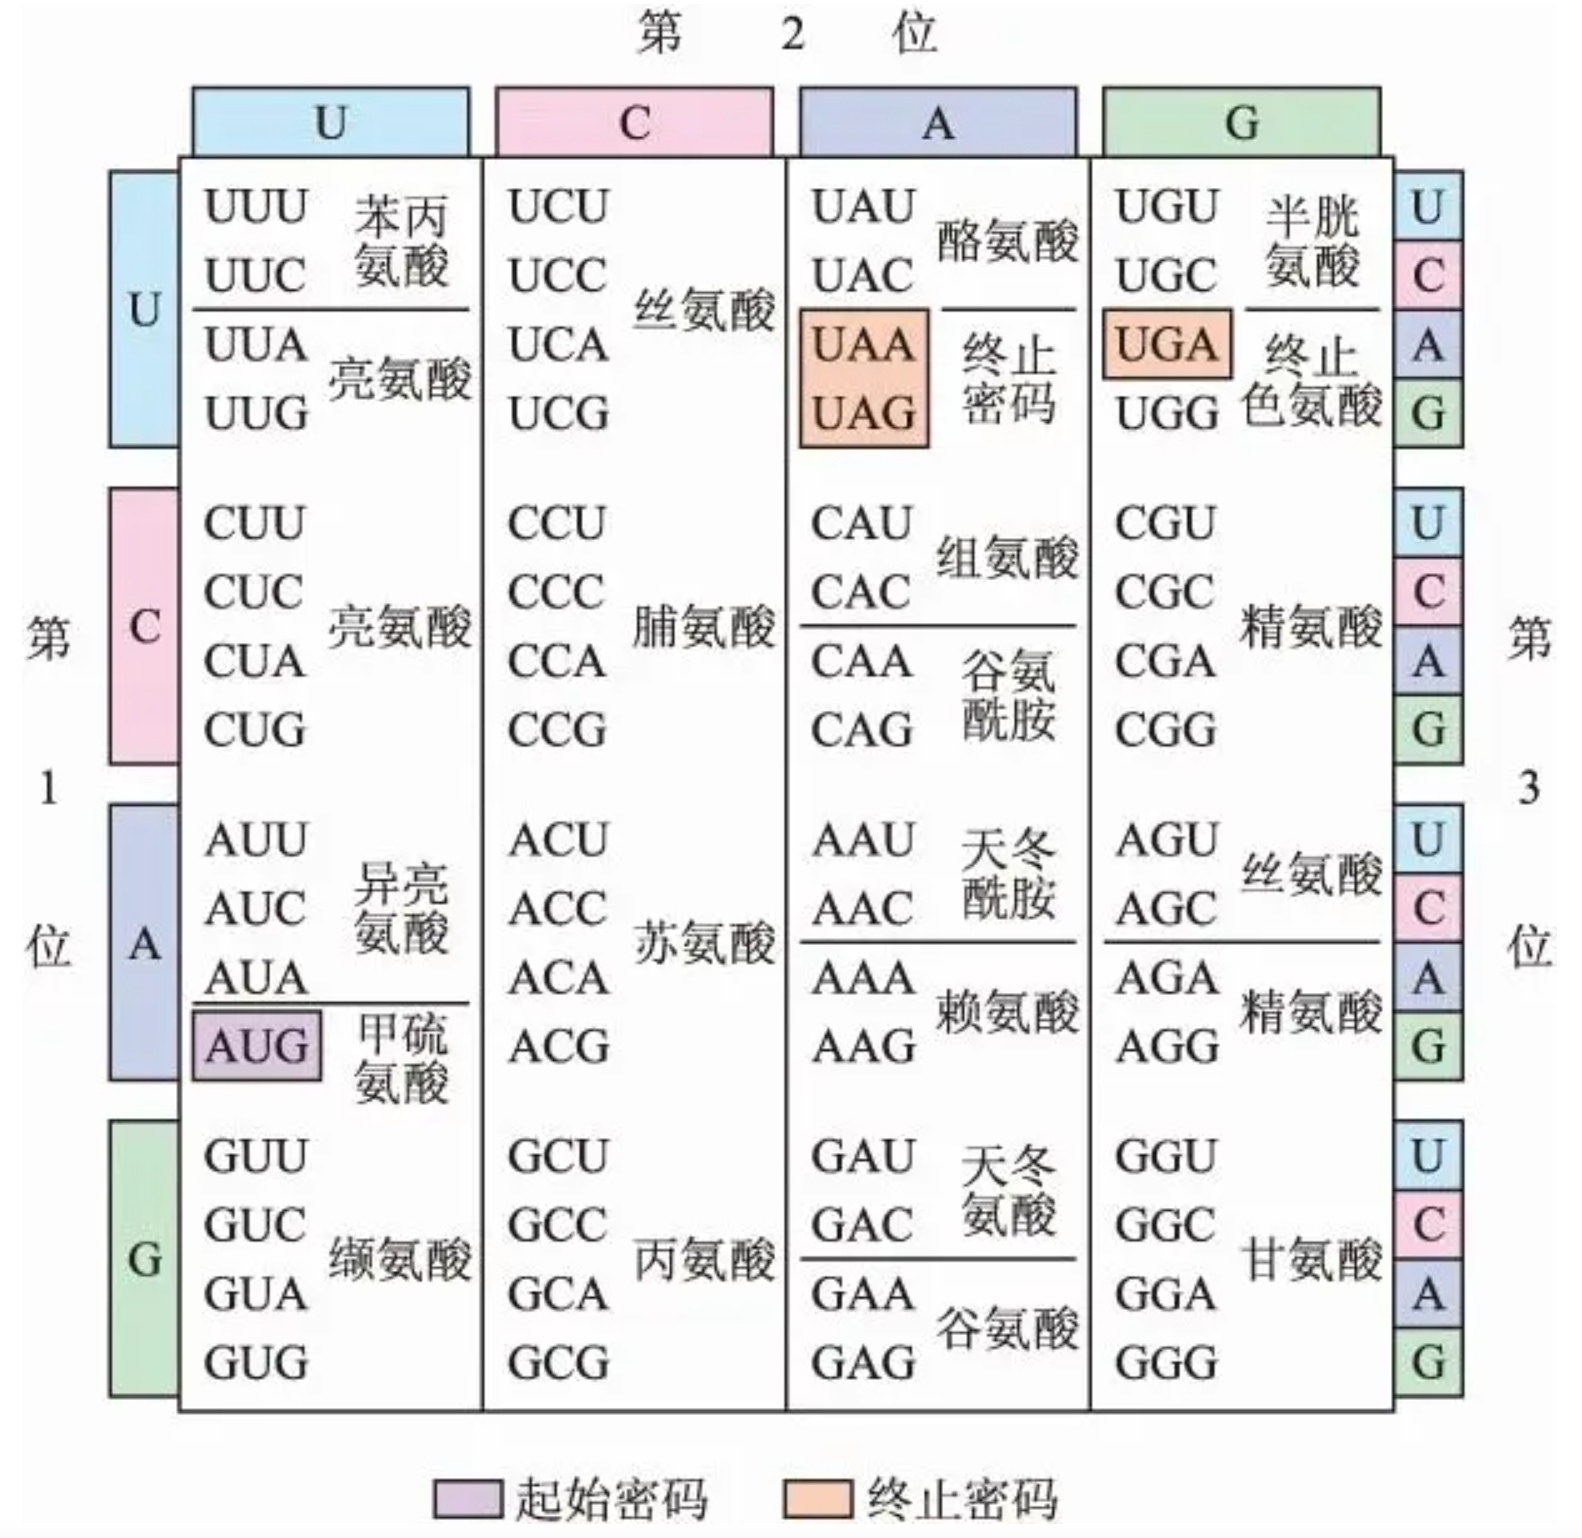 第 2 位
U C A G
U
UUU 苯丙
UUC 氨酸
UUA 亮氨酸
UUG
UCU
UCC 丝氨酸
UCA
UCG
UAU 酪氨酸
UAC
UAA 终止
UAG 密码
UGU 半胱
UGC 氨酸
UGA 终止
UGG 色氨酸
U
C
A
G
第 1 位
C
CUU
CUC 亮氨酸
CUA
CUG
CCU
CCC 脯氨酸
CCA
CCG
CAU 组氨酸
CAC
CAA 谷氨
CAG 酰胺
CGU
CGC 精氨酸
CGA
CGG
U
C
A
G
第 3 位
A
AUU 异亮
AUC 氨酸
AUA
AUG 甲硫
氨酸
ACU
ACC 苏氨酸
ACA
ACG
AAU 天冬
AAC 酰胺
AAA 赖氨酸
AAG
AGU 丝氨酸
AGC
AGA 精氨酸
AGG
U
C
A
G
G
GUU
GUC 缬氨酸
GUA
GUG
GCU
GCC 丙氨酸
GCA
GCG
GAU 天冬
GAC 氨酸
GAA 谷氨酸
GAG
GGU
GGC 甘氨酸
GGA
GGG
U
C
A
G
起始密码 终止密码